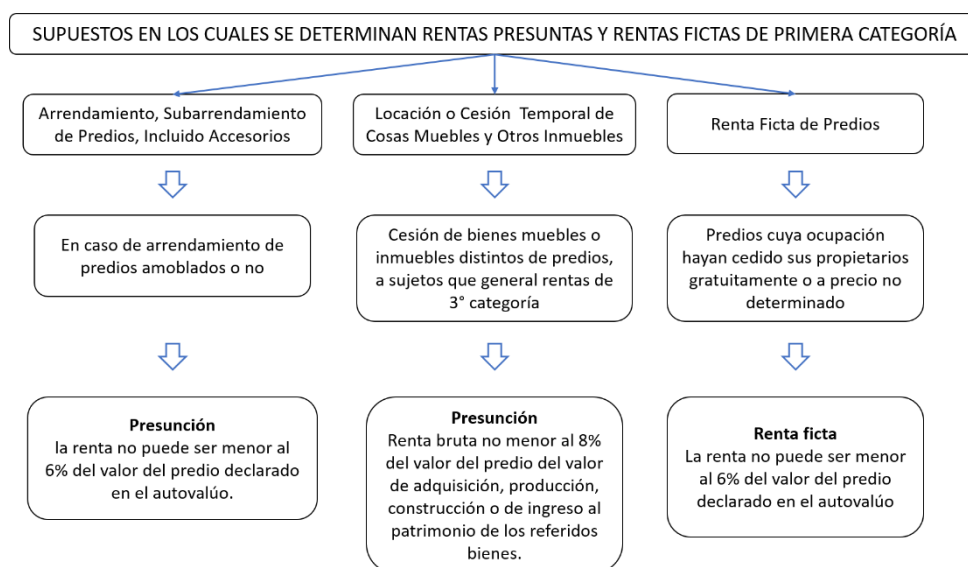 SUPUESTOS EN LOS CUALES SE DETERMINAN RENTAS PRESUNTAS Y RENTAS FICTAS DE PRIMERA CATEGORÍA
Arrendamiento, Subarrendamiento
de Predios, Incluido Accesorios
Locación o Cesión Temporal de
Cosas Muebles y Otros Inmuebles
Renta Ficta de Predios
En caso de arrendamiento de
predios amoblados o no
Cesión de bienes muebles o
inmuebles distintos de predios,
a sujetos que general rentas de
3° categoría
Predios cuya ocupación
hayan cedido sus propietarios
gratuitamente o a precio no
determinado
Presunción
la renta no puede ser menor al
6% del valor del predio declarado
en el autovalúo.
Presunción
Renta bruta no menor al 8%
del valor del predio del valor
de adquisición, producción,
construcción o de ingreso al
patrimonio de los referidos
bienes.
Renta ficta
La renta no puede ser menor
al 6% del valor del predio
declarado en el autovalúo